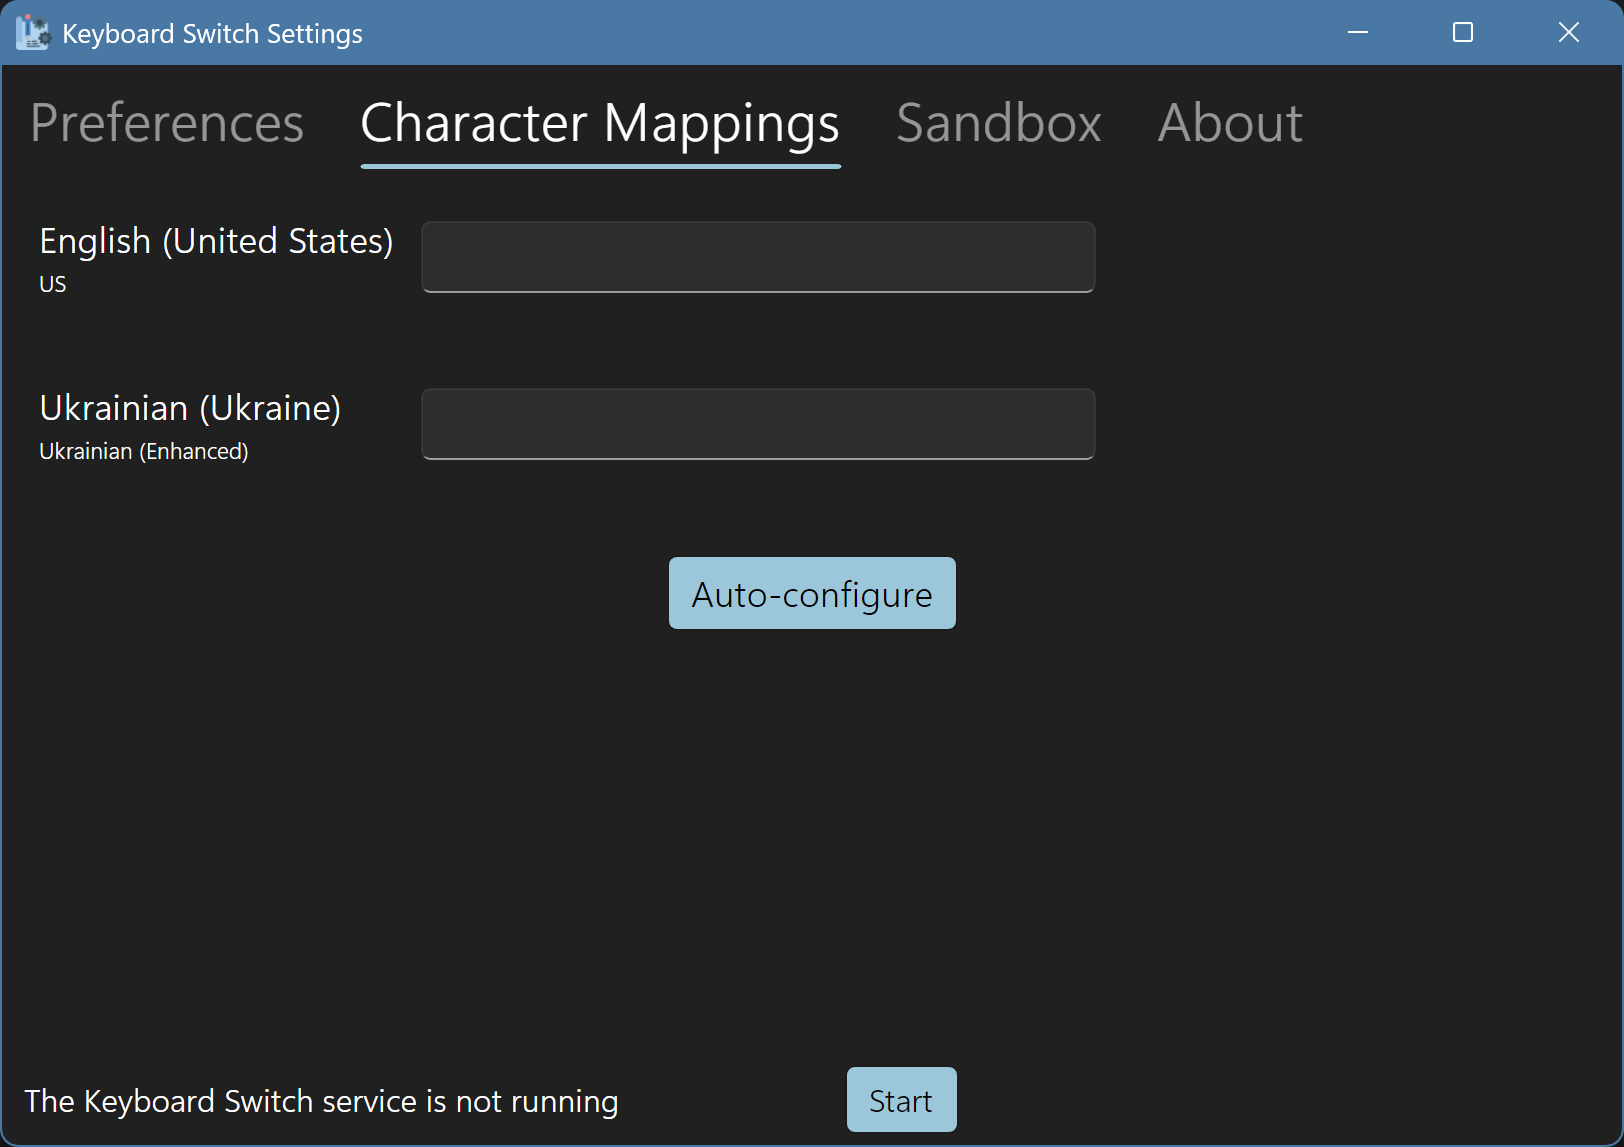 Keyboard Switch Settings
Preferences Character Mappings Sandbox About
English (United States)
US
Ukrainian (Ukraine)
Ukrainian (Enhanced)
Auto-configure
The Keyboard Switch service is not running Start